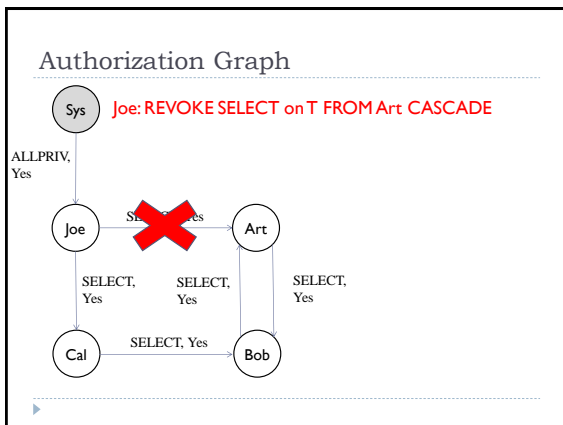 Authorization Graph
Sys
Joe: REVOKE SELECT on T FROM Art CASCADE
ALLPRIV,
Yes
Joe
Yes
Art
SELECT,
Yes
SELECT,
Yes
SELECT,
Yes
Cal
SELECT, Yes
Bob